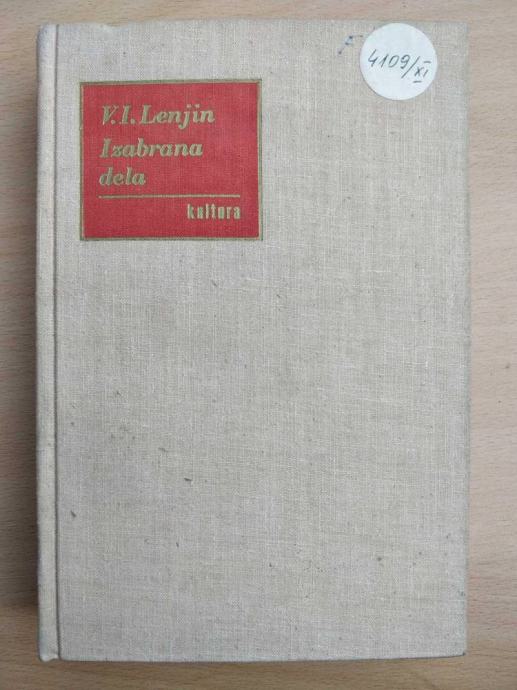 V. I. Lenjin
Izabrana
dela
kultura
4109/XI